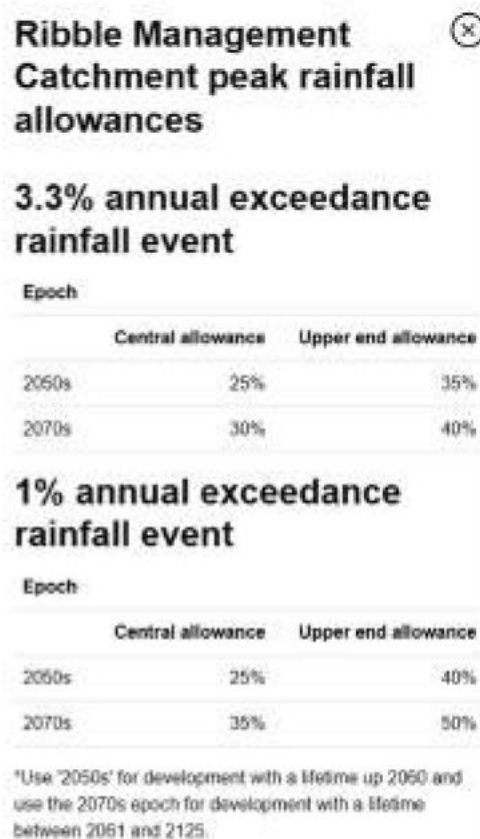 Ribble Management
Catchment peak rainfall
allowances
3.3% annual exceedance
rainfall event
Epoch
Central allowance Upper end allowance
2050s 25% 35%
2070s 30% 40%
1% annual exceedance
rainfall event
Epoch
Central allowance Upper end allowance
2050s 25% 40%
2070s 35% 50%
*Use '2050s' for development with a lifetime up 2060 and
use the 2070s epoch for development with a lifetime
between 2061 and 2125.